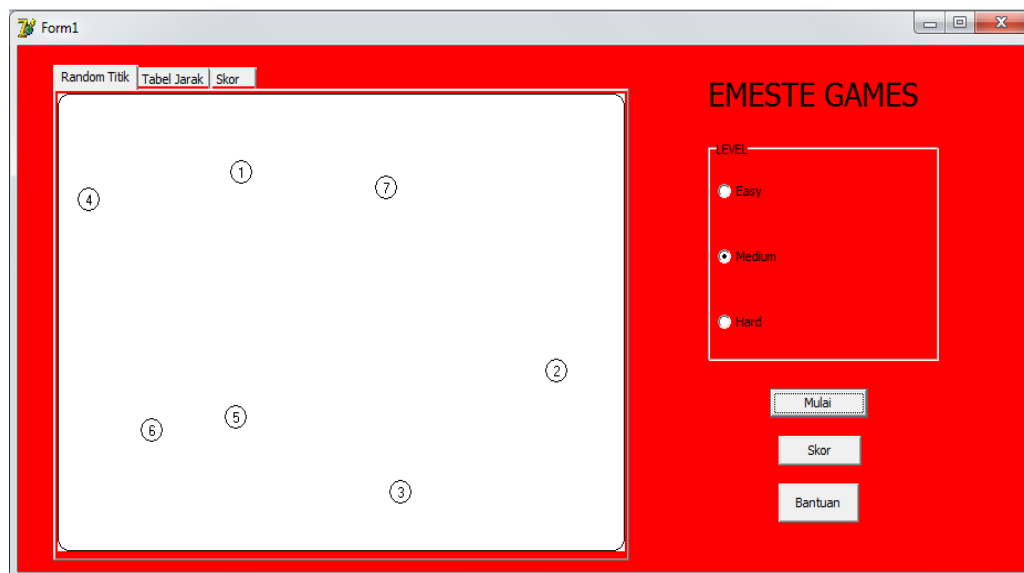 Form1
Random Titik Tabel Jarak Skor
EMESTE GAMES
LEVEL
Easy
Medium
Hard
Mulai
Skor
Bantuan
1
7
4
2
5
6
3